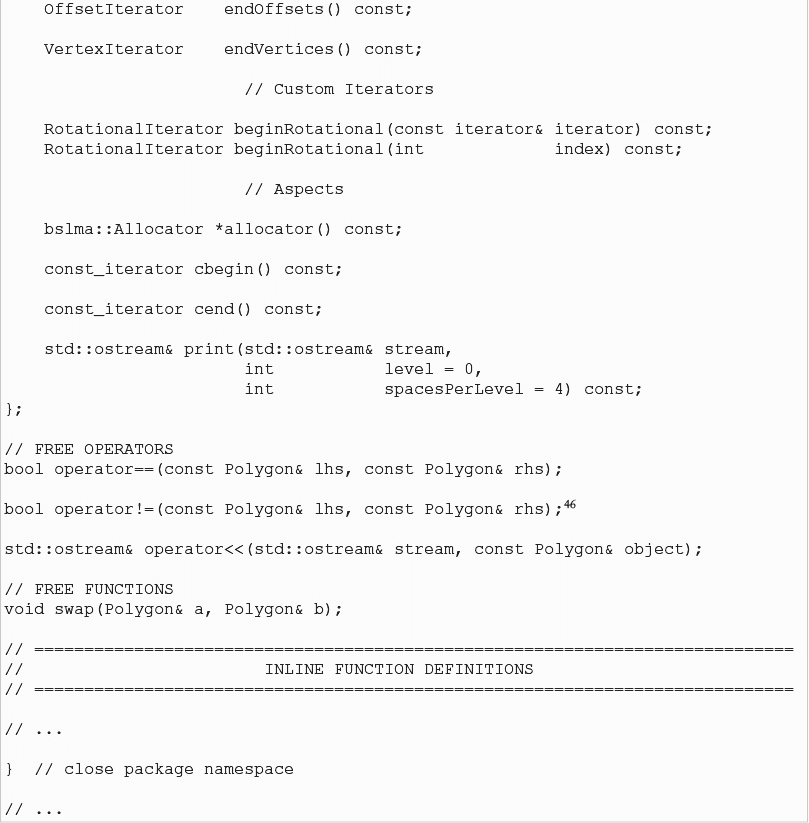 OffsetIterator    endOffsets() const;
VertexIterator    endVertices() const;
// Custom Iterators
RotationalIterator beginRotational(const iterator& iterator) const;
RotationalIterator beginRotational(int             index) const;
// Aspects
bslma::Allocator *allocator() const;
const_iterator cbegin() const;
const_iterator cend() const;
std::ostream& print(std::ostream& stream,
int           level = 0,
int           spacesPerLevel = 4) const;
};
// FREE OPERATORS
bool operator==(const Polygon& lhs, const Polygon& rhs);
bool operator!=(const Polygon& lhs, const Polygon& rhs);46
std::ostream& operator<<(std::ostream& stream, const Polygon& object);
// FREE FUNCTIONS
void swap(Polygon& a, Polygon& b);
// ============================================================================
//                        INLINE FUNCTION DEFINITIONS
// ============================================================================
// ...
}  // close package namespace
// ...